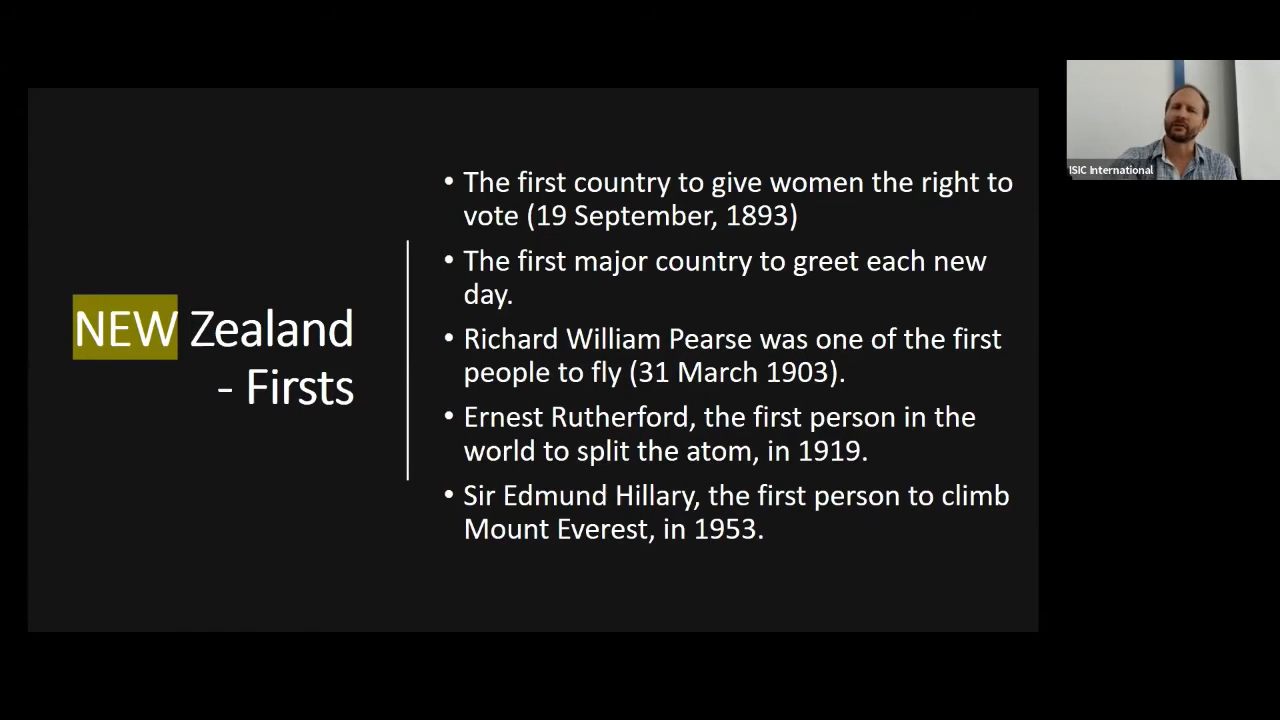 NEW Zealand
- Firsts
• The first country to give women the right to
vote (19 September, 1893)
• The first major country to greet each new
day.
• Richard William Pearse was one of the first
people to fly (31 March 1903).
• Ernest Rutherford, the first person in the
world to split the atom, in 1919.
• Sir Edmund Hillary, the first person to climb
Mount Everest, in 1953.
ISIC International